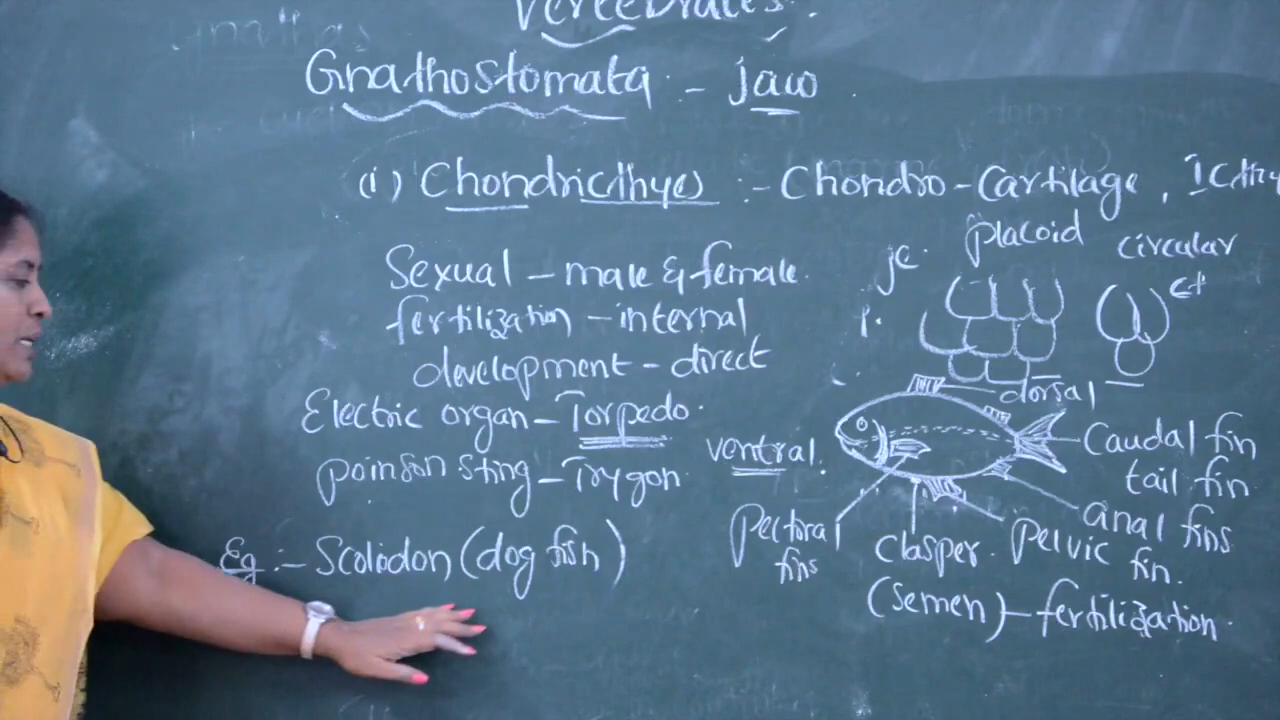 Vertebrates.
Gnathostomata - jaw
(i) Chondricthyes :- Chondro - Cartilage, Icthy
Sexual - male & female.
fertilization - internal
development - direct
Electric organ - Torpedo.
poinson sting - Trygon.
Eg :- Scoliodon (dog fish)
placoid
circular
dorsal
ventral.
Caudal fin
tail fin
anal fins
Pectoral
fins
Clasper.
Pelvic
fin.
(semen) - fertilization.